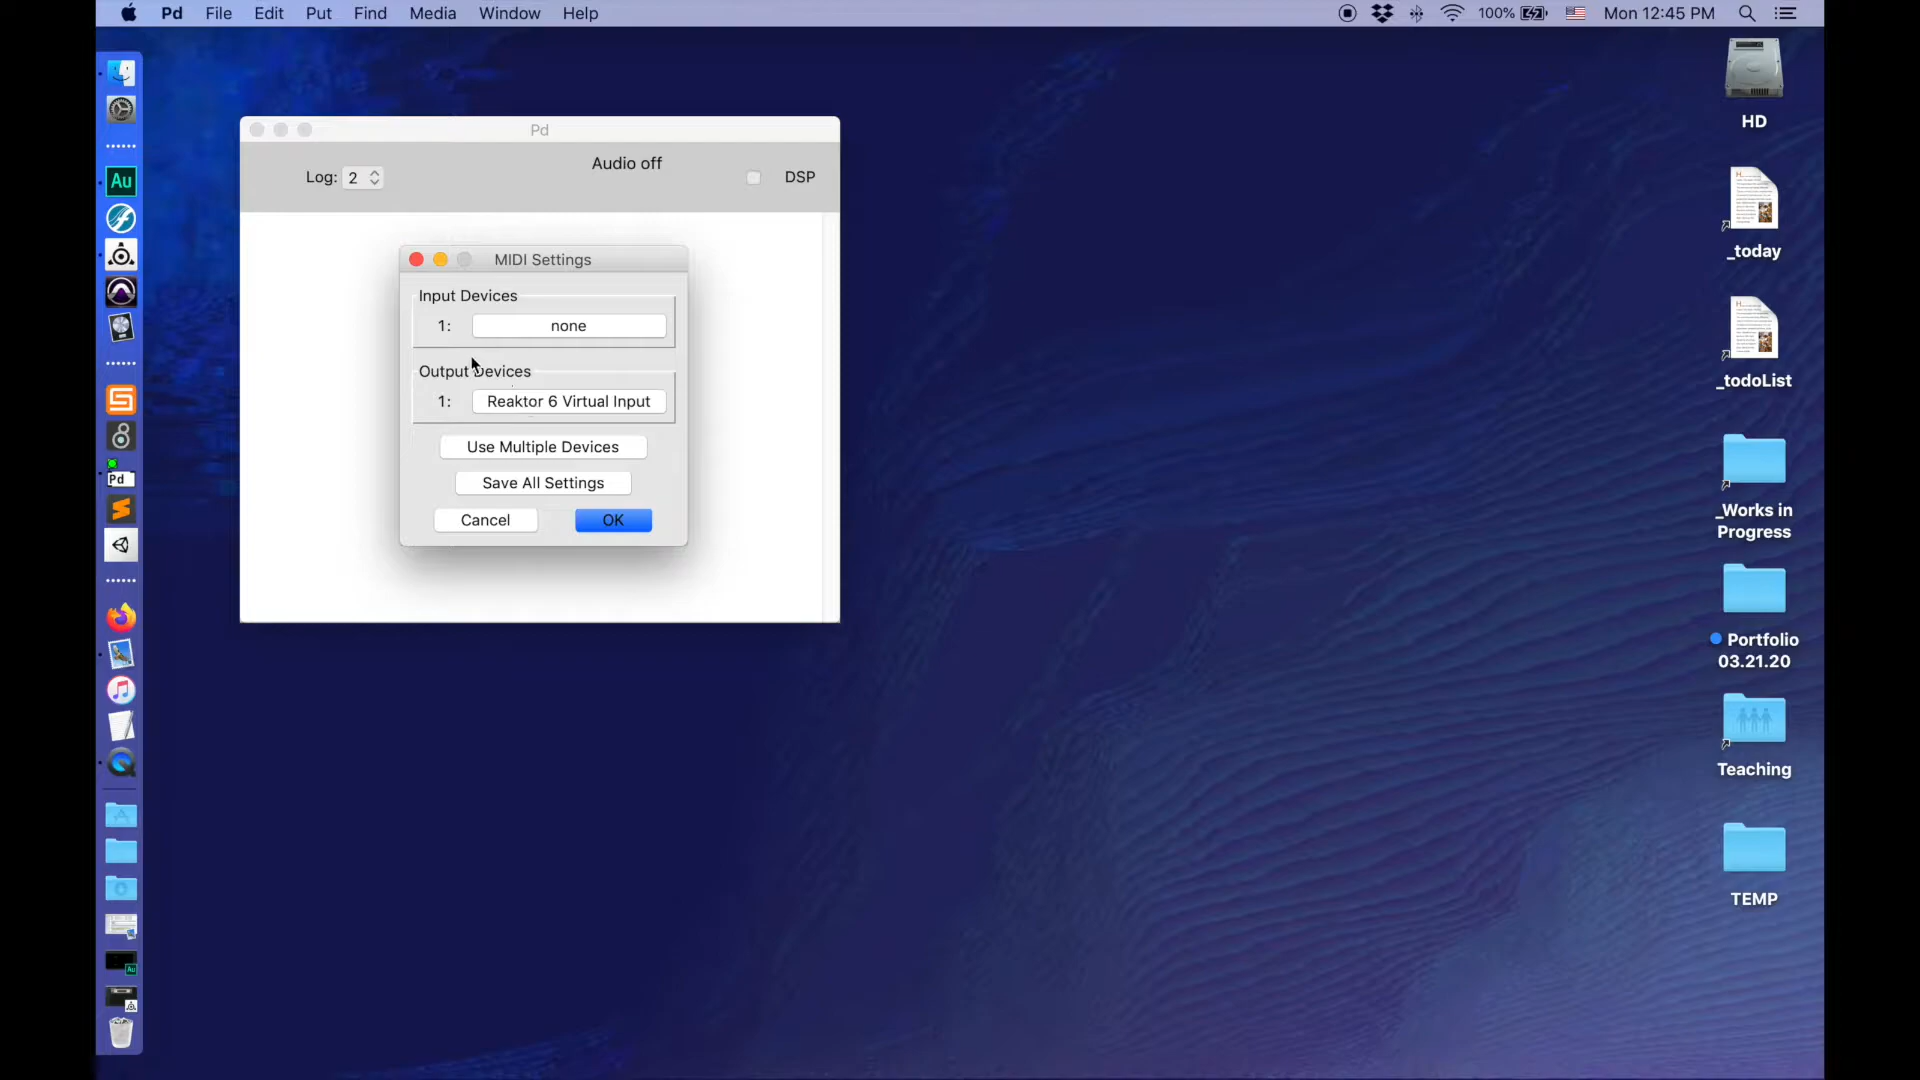 Pd File Edit Put Find Media Window Help 100% Mon 12:45 PM
Pd
Log: 2 Audio off DSP
MIDI Settings
Input Devices
1: none
Output Devices
1: Reaktor 6 Virtual Input
Use Multiple Devices
Save All Settings
Cancel OK
Au
Pd
Au
HD
_today
_todoList
_Works in
Progress
Portfolio
03.21.20
Teaching
TEMP